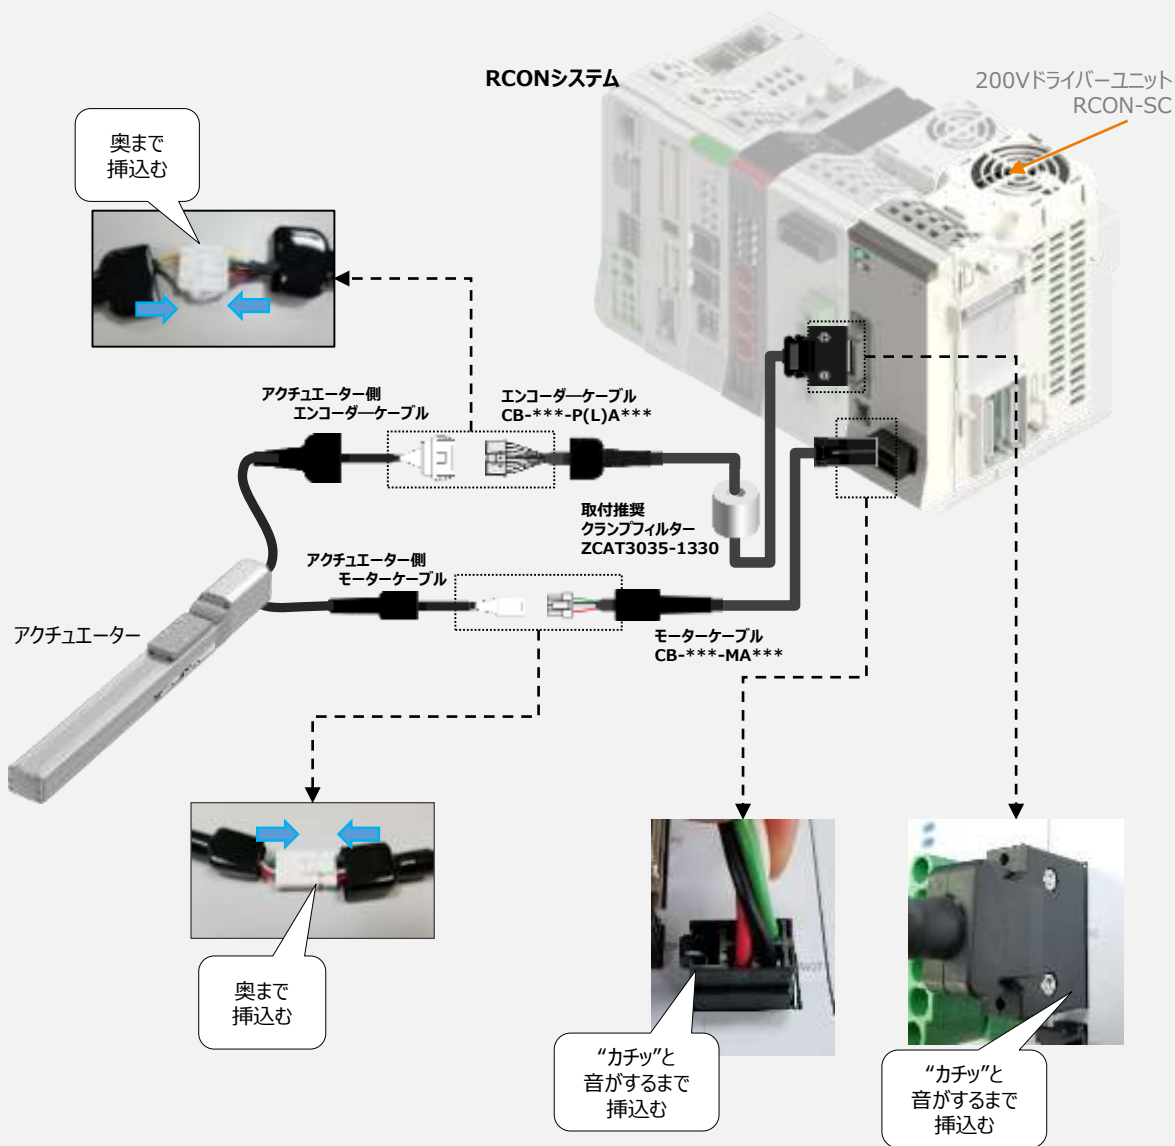 RCONシステム
200Vドライバーユニット
RCON-SC
奥まで
挿込む
アクチュエーター側
エンコーダーケーブル
エンコーダーケーブル
CB-***-P(L)A***
取付推奨
クランプフィルター
ZCAT3035-1330
アクチュエーター側
モーターケーブル
アクチュエーター
モーターケーブル
CB-***-MA***
奥まで
挿込む
“カチッ”と
音がするまで
挿込む
“カチッ”と
音がするまで
挿込む